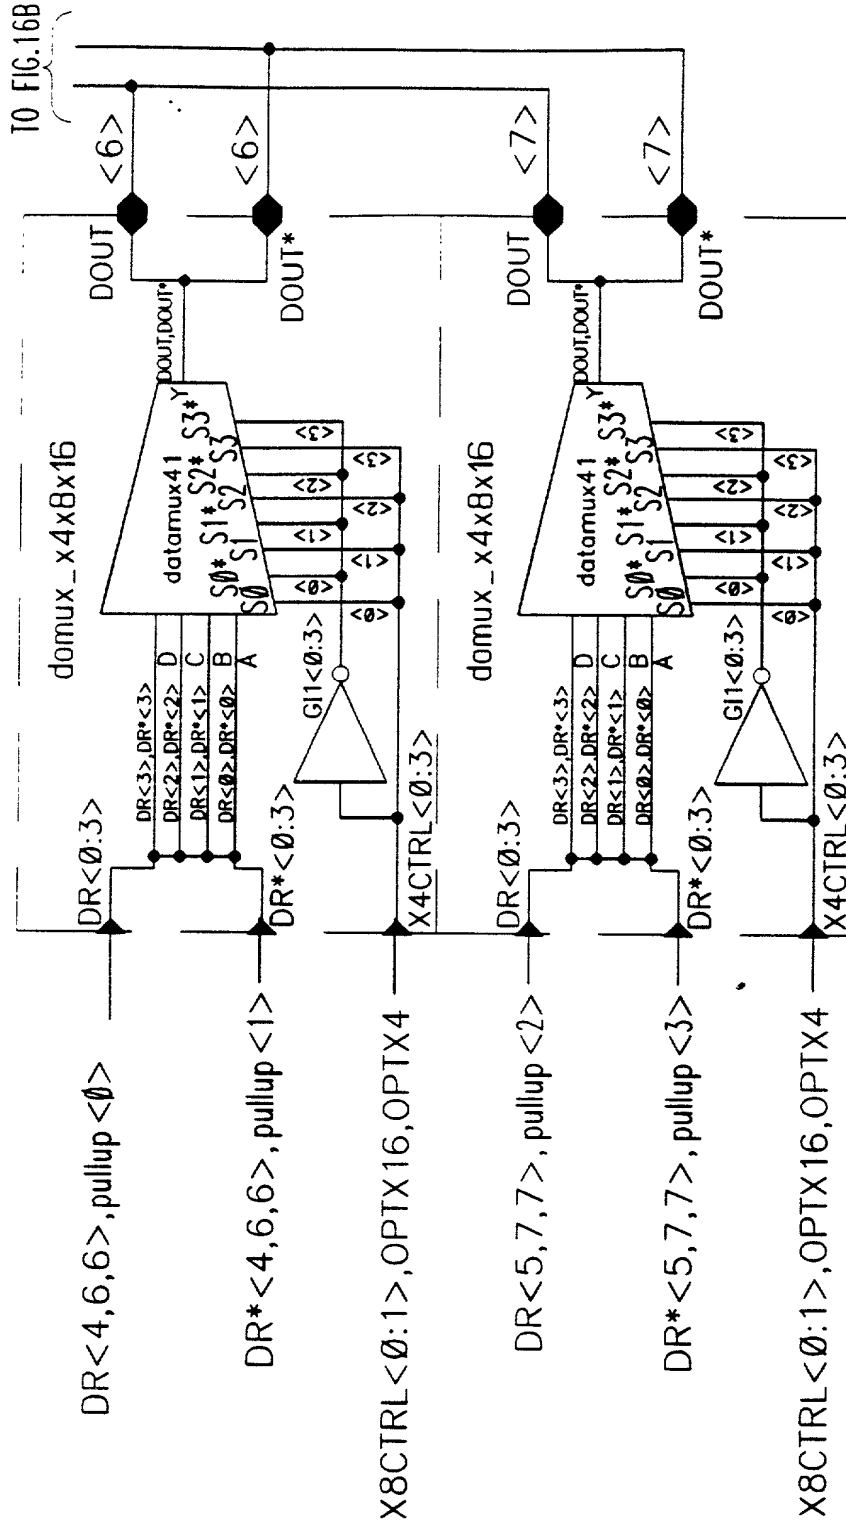 TO FIG.16B
<6>
<6>
<7>
<7>
DOUT
DOUT*
DOUT
DOUT*
domux_x4x8x16
DOUT,DOUT*
Y
datamux41
S0* S1* S2* S3*
S0 S1 S2 S3
<0> <0> <1> <1> <2> <2> <3> <3>
D
C
B
A
DR<3>,DR*<3>
DR<2>,DR*<2>
DR<1>,DR*<1>
DR<0>,DR*<0>
GI1<0:3>
DR<0:3>
DR*<0:3>
X4CTRL<0:3>
DR<4,6,6>,pullup<0>
DR*<4,6,6>,pullup<1>
X8CTRL<0:1>,OPTX16,OPTX4
domux_x4x8x16
DOUT,DOUT*
Y
datamux41
S0* S1* S2* S3*
S0 S1 S2 S3
<0> <0> <1> <1> <2> <2> <3> <3>
D
C
B
A
DR<3>,DR*<3>
DR<2>,DR*<2>
DR<1>,DR*<1>
DR<0>,DR*<0>
GI1<0:3>
DR<0:3>
DR*<0:3>
X4CTRL<0:3>
DR<5,7,7>,pullup<2>
DR*<5,7,7>,pullup<3>
X8CTRL<0:1>,OPTX16,OPTX4